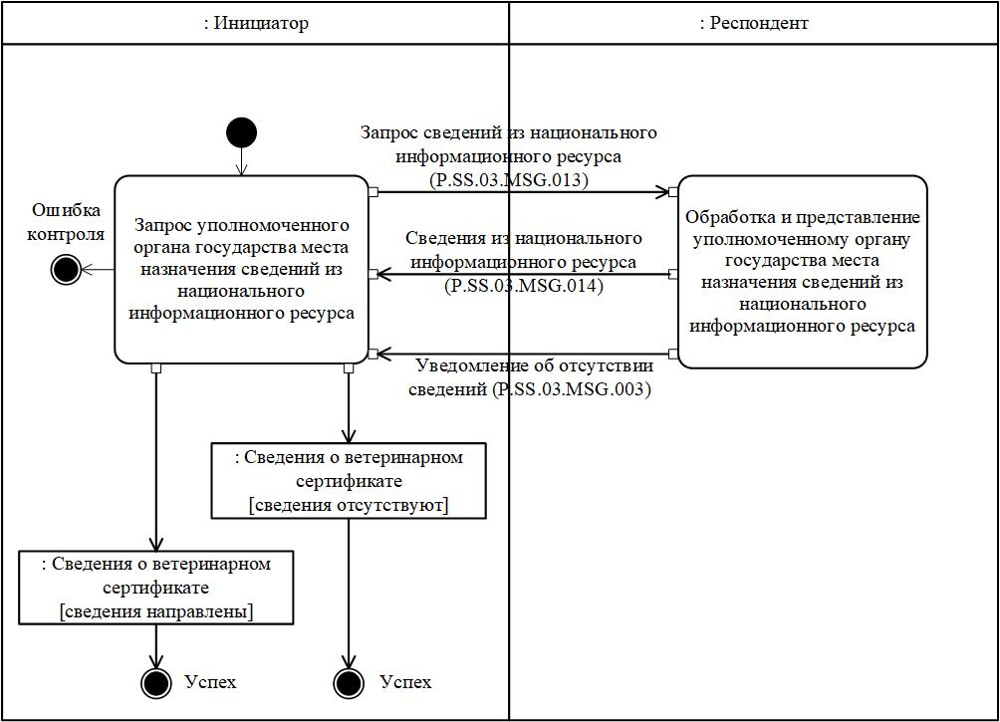 : Инициатор
: Респондент
Запрос сведений из национального
информационного ресурса
(P.SS.03.MSG.013)
Ошибка
контроля
Запрос уполномоченного
органа государства места
назначения сведений из
национального
информационного ресурса
Сведения из национального
информационного ресурса
(P.SS.03.MSG.014)
Обработка и представление
уполномоченному органу
государства места
назначения сведений из
национального
информационного ресурса
Уведомление об отсутствии
сведений (P.SS.03.MSG.003)
: Сведения о ветеринарном
сертификате
[сведения отсутствуют]
: Сведения о ветеринарном
сертификате
[сведения направлены]
Успех
Успех